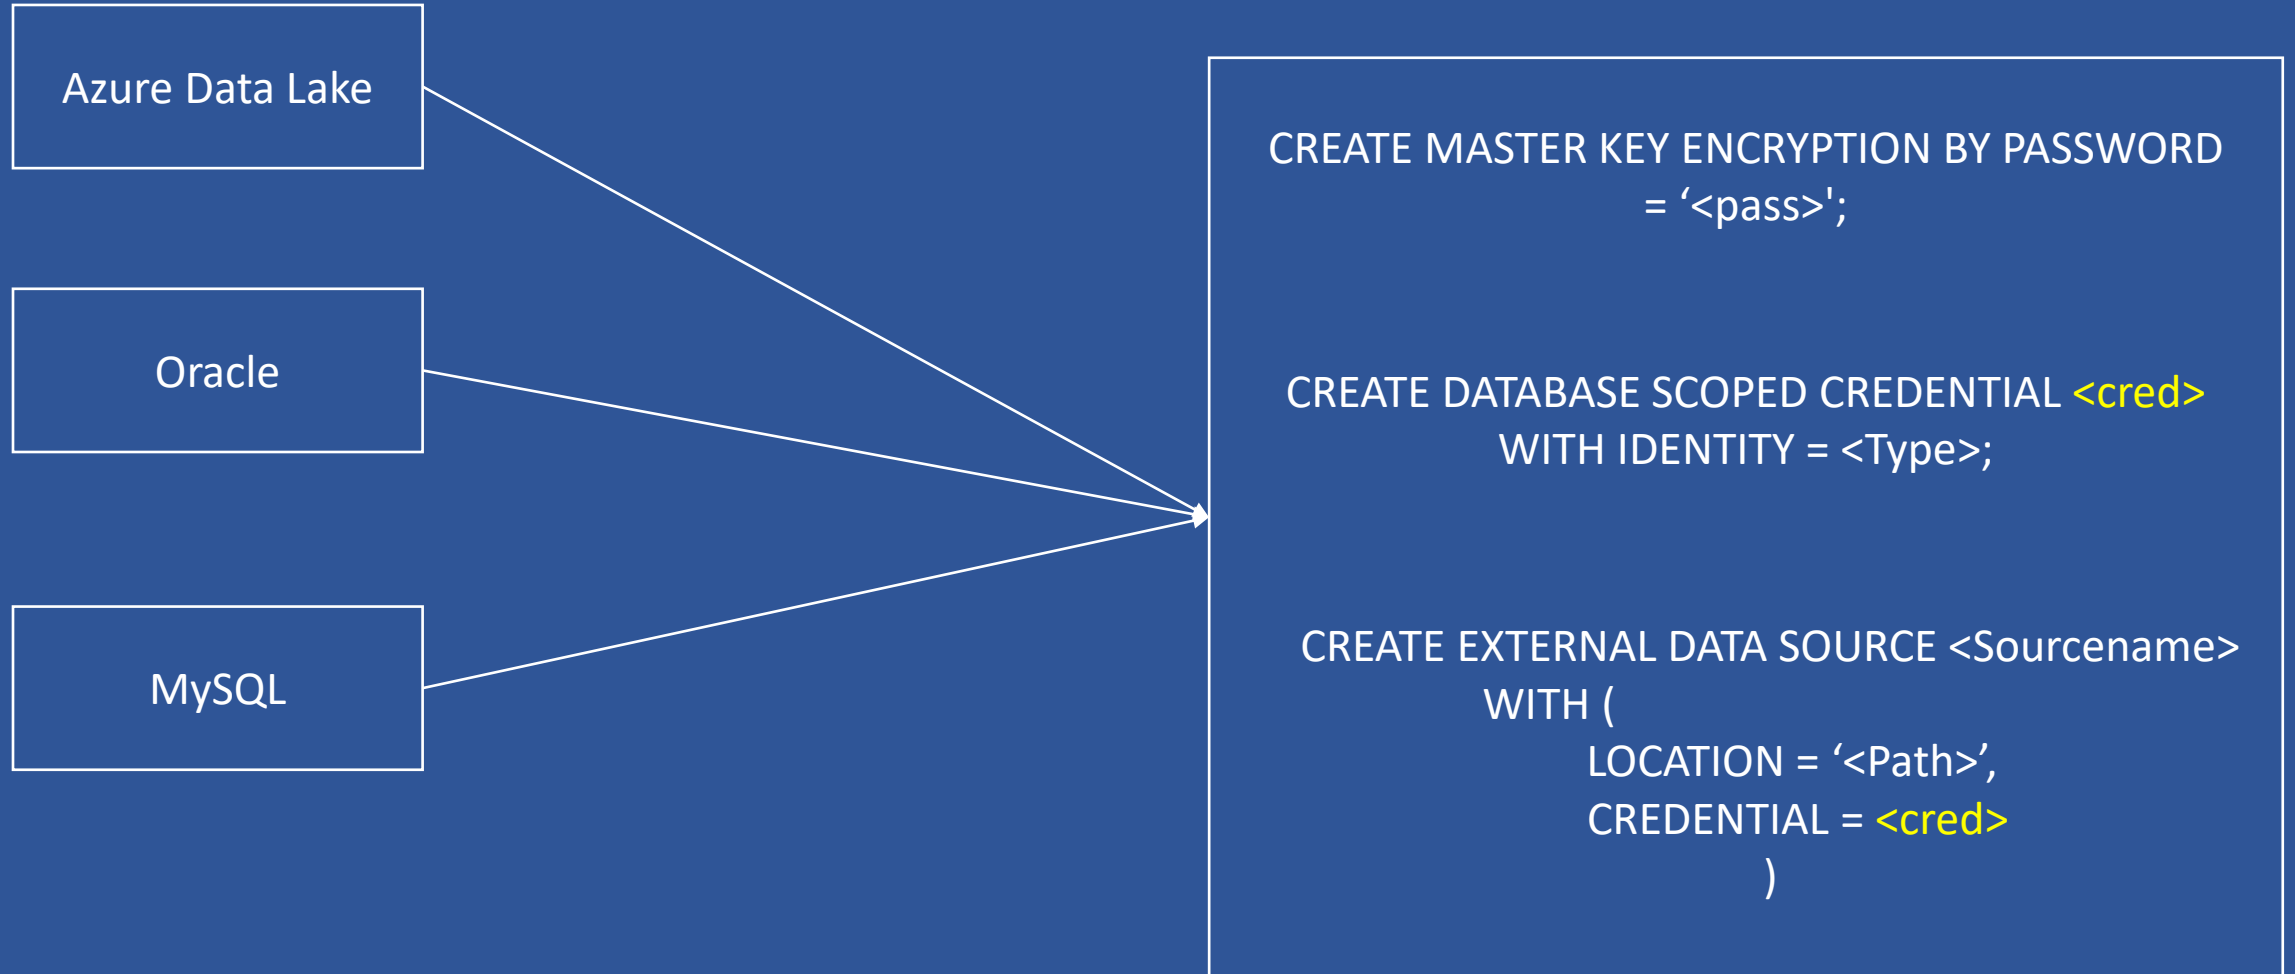 Azure Data Lake
Oracle
MySQL
CREATE MASTER KEY ENCRYPTION BY PASSWORD
= ‘<pass>';
CREATE DATABASE SCOPED CREDENTIAL <cred>
WITH IDENTITY = <Type>;
CREATE EXTERNAL DATA SOURCE <Sourcename>
WITH (
LOCATION = ‘<Path>’,
CREDENTIAL = <cred>
)